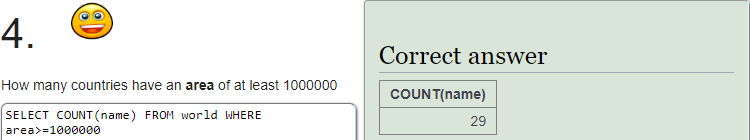 4.
How many countries have an area of at least 1000000
SELECT COUNT(name) FROM world WHERE
area>=1000000
Correct answer
COUNT(name)
29